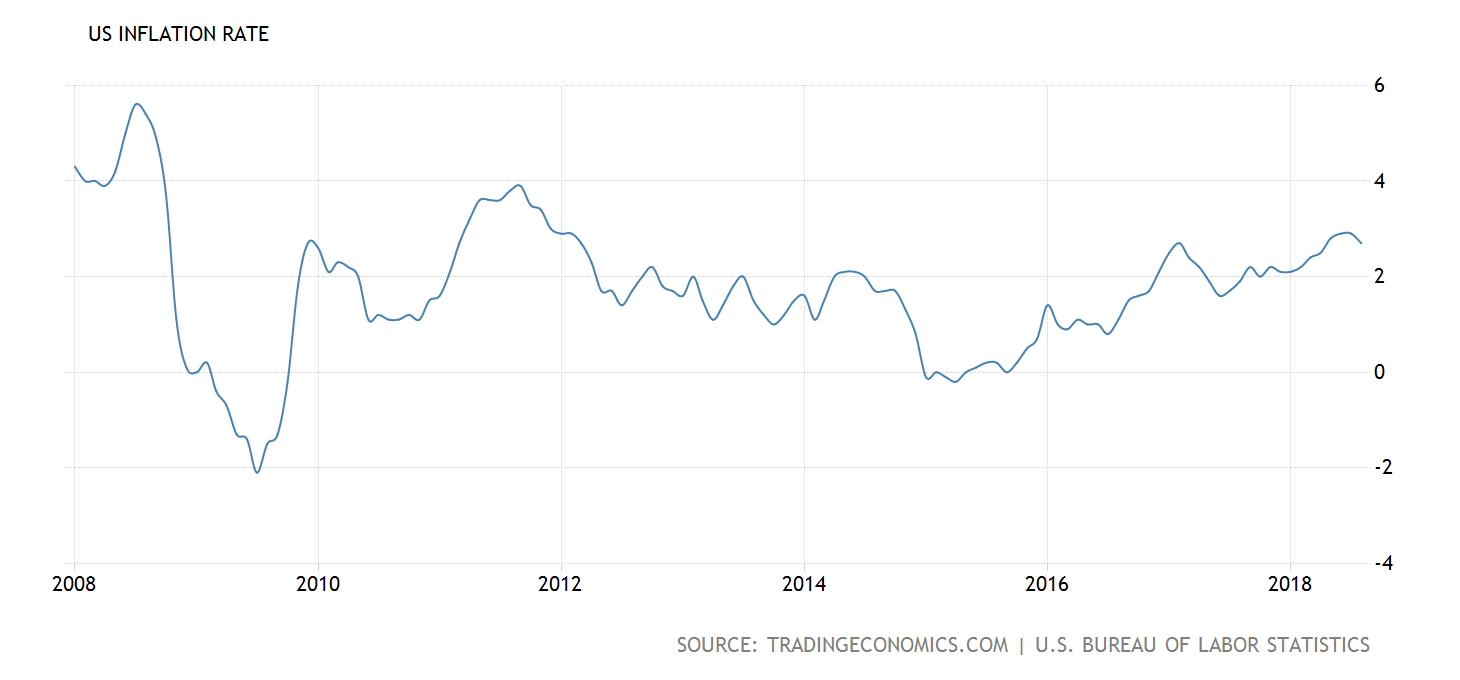 US INFLATION RATE
6
4
2
0
-2
-4
2008 2010 2012 2014 2016 2018
SOURCE: TRADINGECONOMICS.COM | U.S. BUREAU OF LABOR STATISTICS